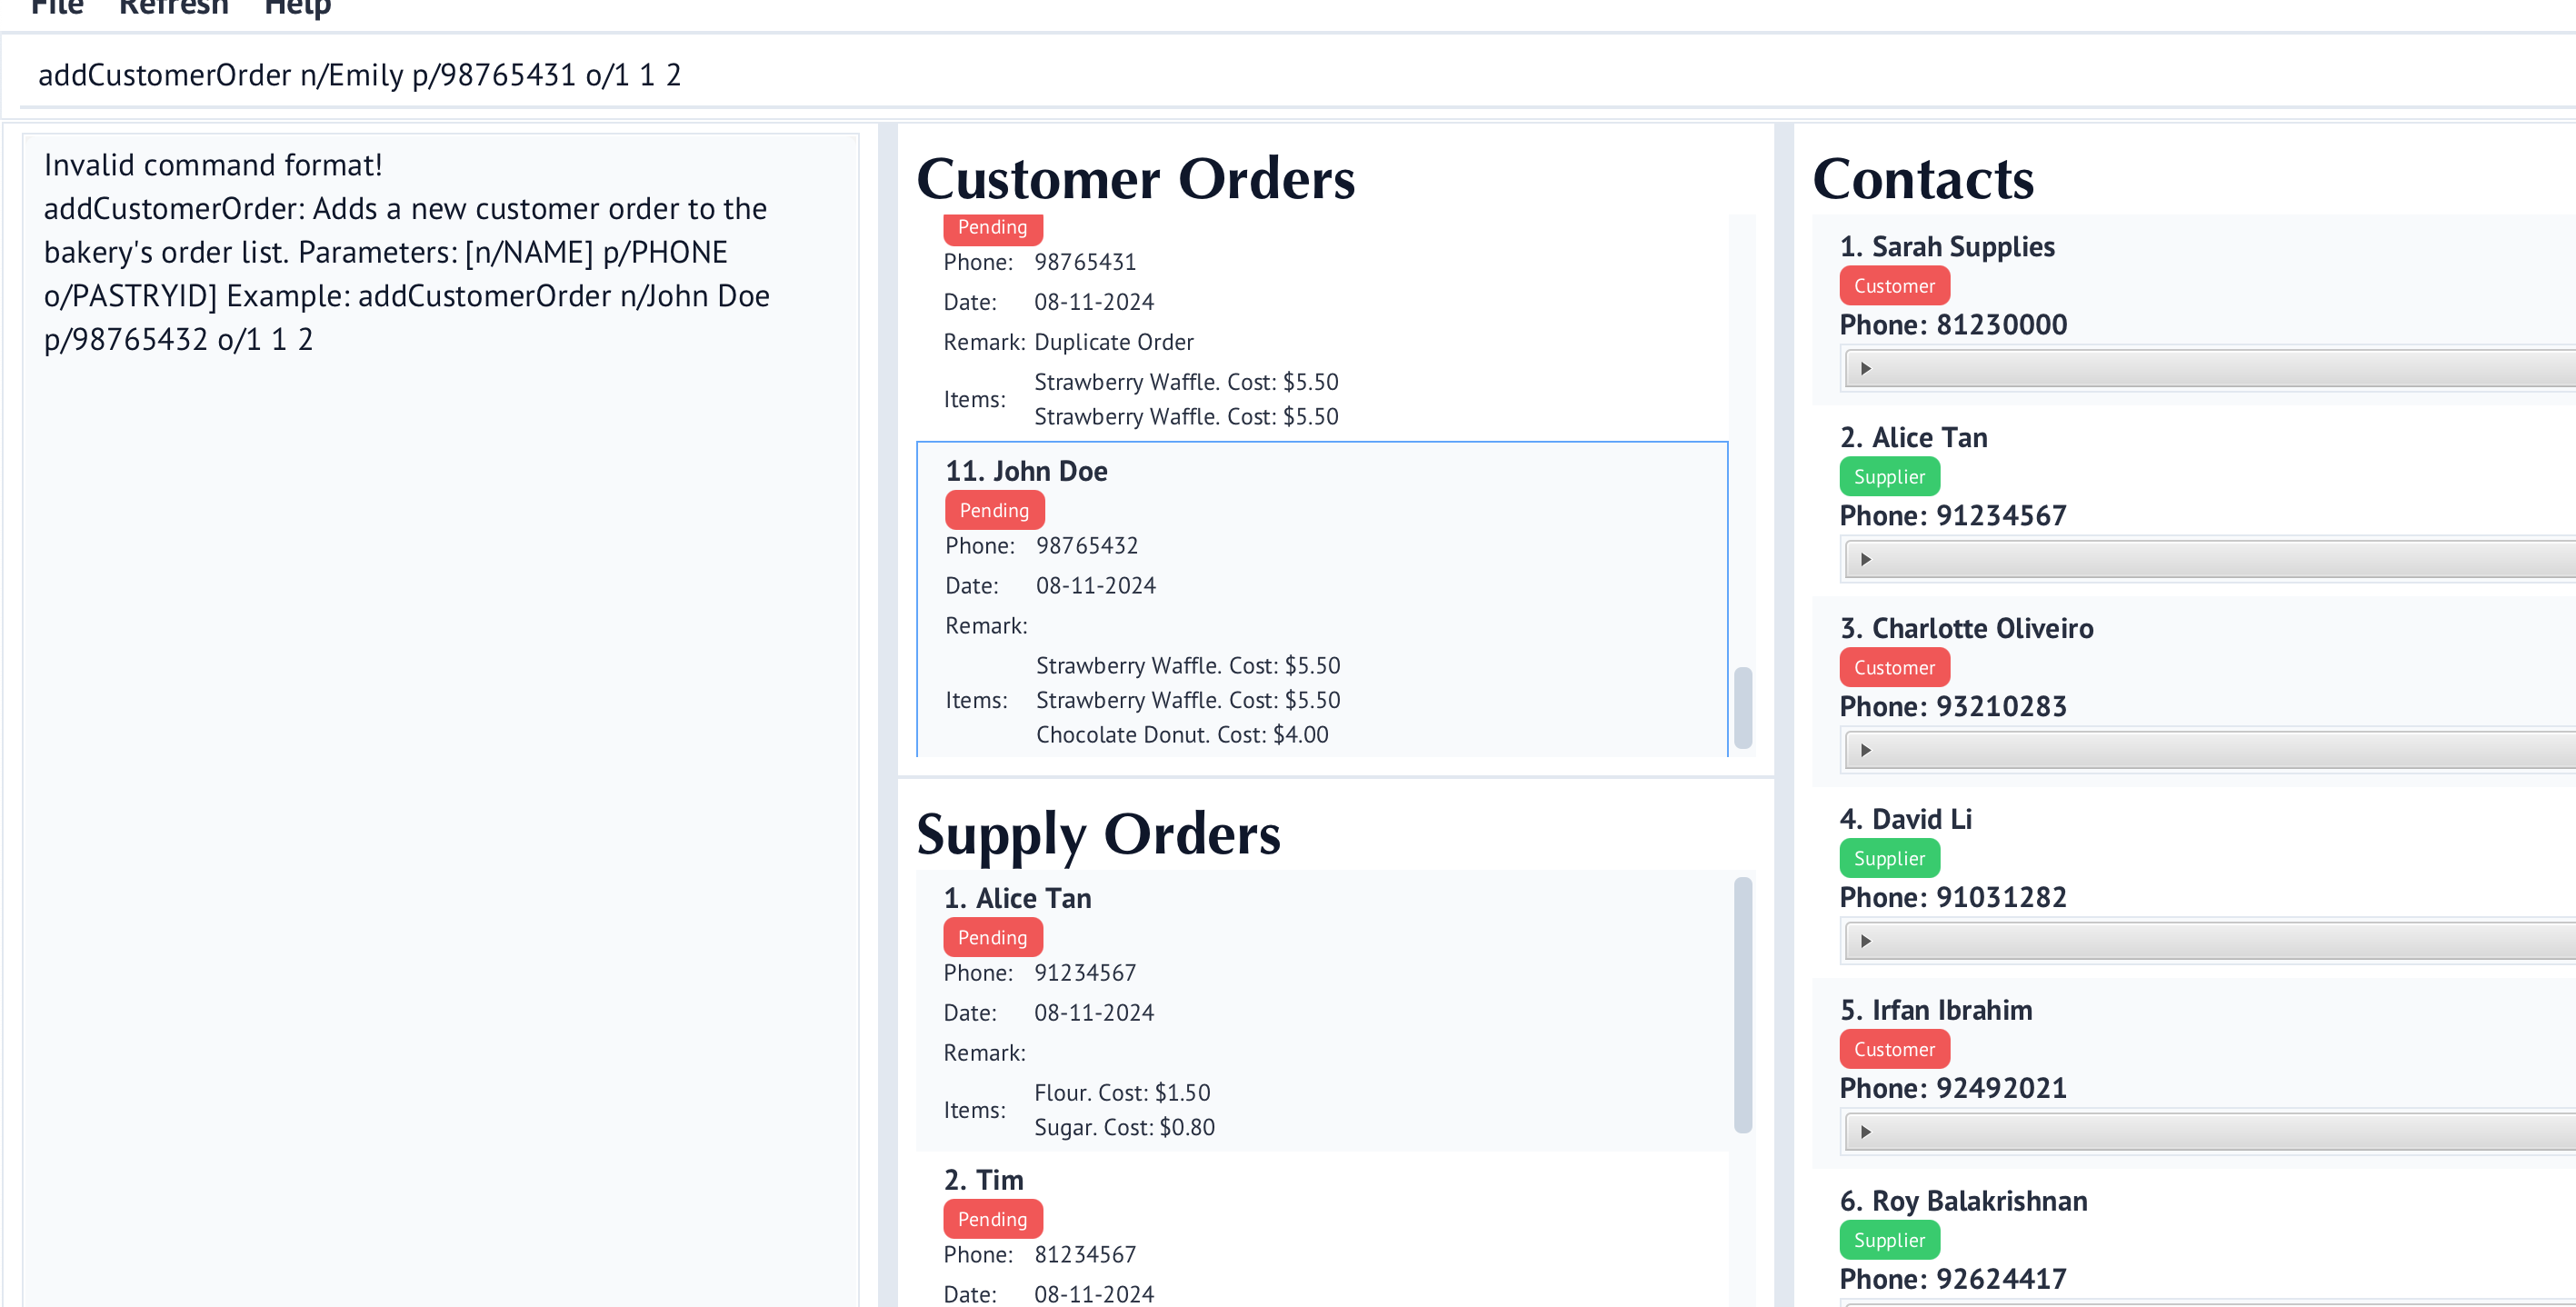 File Refresh Help
addCustomerOrder n/Emily p/98765431 o/1 1 2
Invalid command format!
addCustomerOrder: Adds a new customer order to the
bakery's order list. Parameters: [n/NAME] p/PHONE
o/PASTRYID] Example: addCustomerOrder n/John Doe
p/98765432 o/1 1 2
Customer Orders
Pending
Phone: 98765431
Date: 08-11-2024
Remark: Duplicate Order
Items:
Strawberry Waffle. Cost: $5.50
Strawberry Waffle. Cost: $5.50
11. John Doe
Pending
Phone: 98765432
Date: 08-11-2024
Remark:
Items:
Strawberry Waffle. Cost: $5.50
Strawberry Waffle. Cost: $5.50
Chocolate Donut. Cost: $4.00
Supply Orders
1. Alice Tan
Pending
Phone: 91234567
Date: 08-11-2024
Remark:
Items:
Flour. Cost: $1.50
Sugar. Cost: $0.80
2. Tim
Pending
Phone: 81234567
Date: 08-11-2024
Contacts
1. Sarah Supplies
Customer
Phone: 81230000
2. Alice Tan
Supplier
Phone: 91234567
3. Charlotte Oliveiro
Customer
Phone: 93210283
4. David Li
Supplier
Phone: 91031282
5. Irfan Ibrahim
Customer
Phone: 92492021
6. Roy Balakrishnan
Supplier
Phone: 92624417